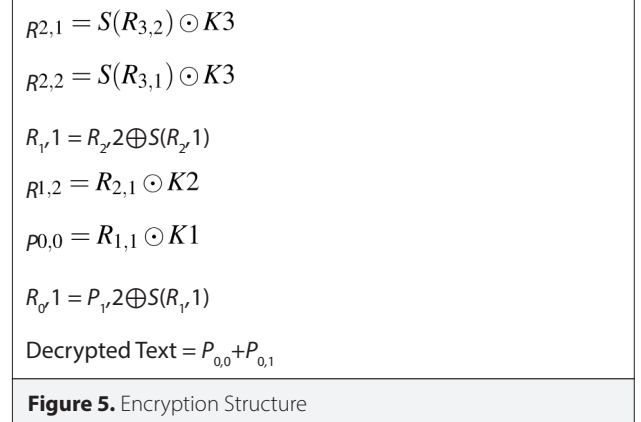 R2,1 = S(R3,2) ⊙ K3
R2,2 = S(R3,1) ⊙ K3
R1,1 = R2,2⊕S(R2,1)
R1,2 = R2,1 ⊙ K2
P0,0 = R1,1 ⊙ K1
R0,1 = P1,2⊕S(R1,1)
Decrypted Text = P0,0+P0,1
Figure 5. Encryption Structure